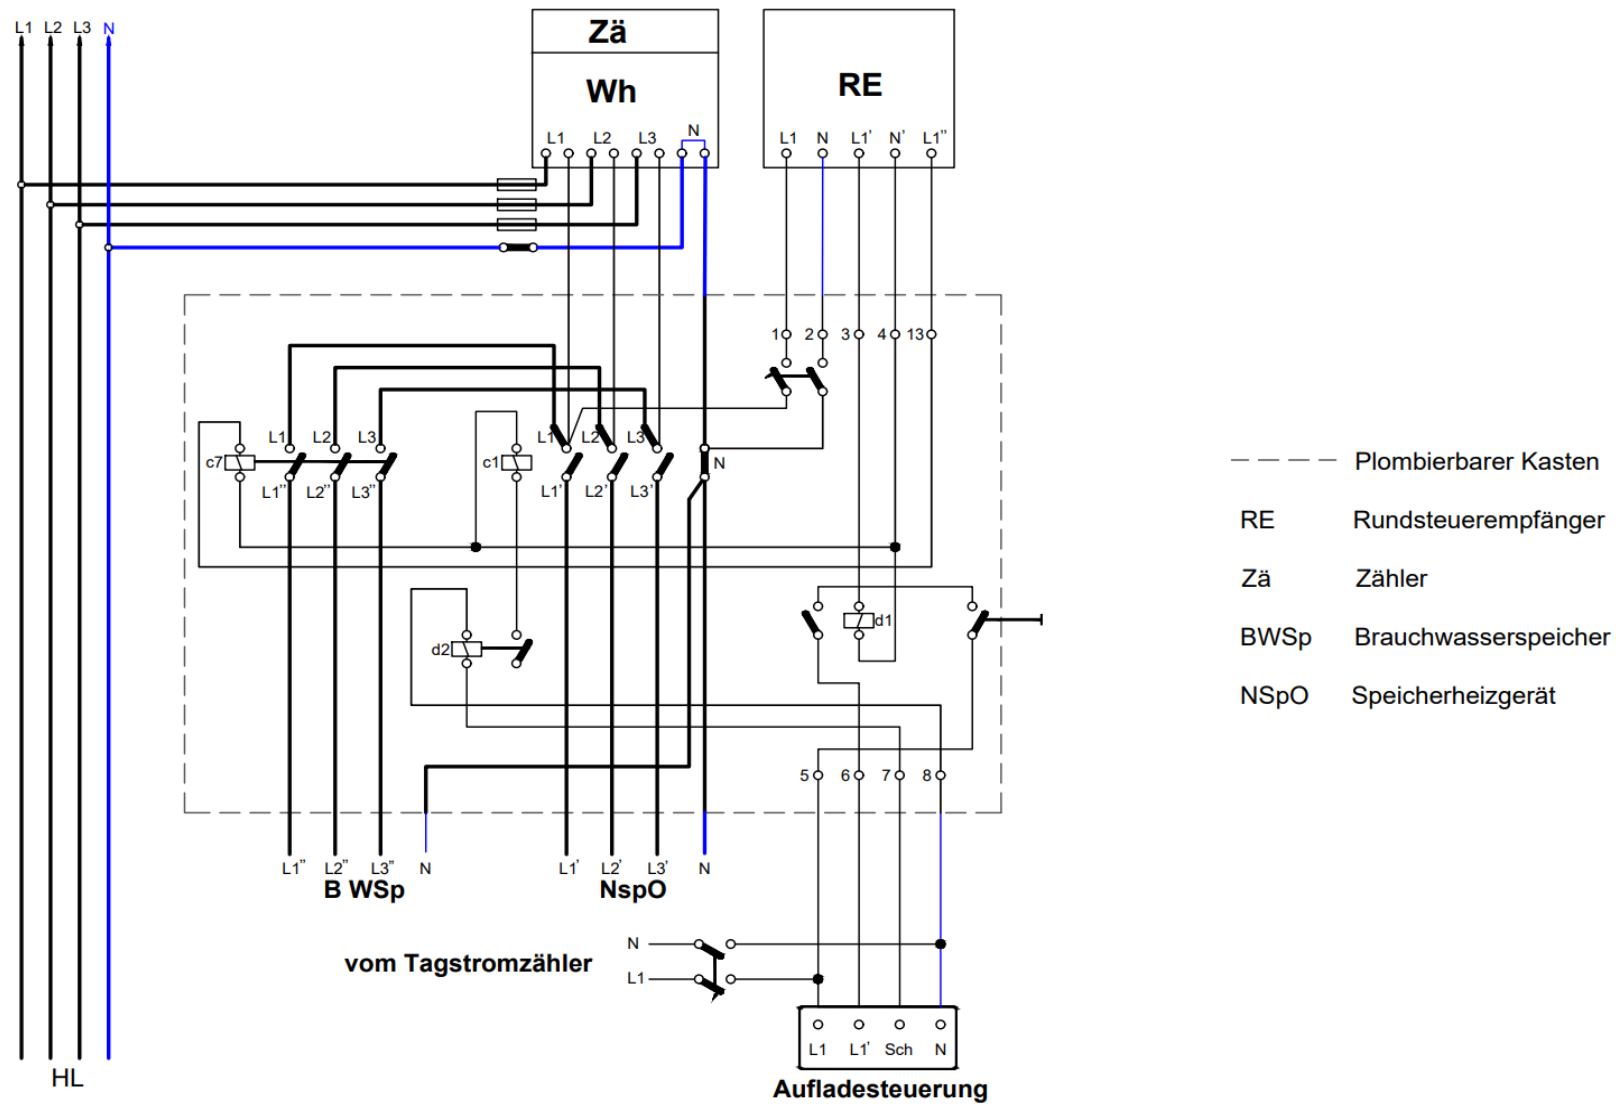 L1 L2 L3 N
Zä
Wh
L1 L2 L3 N
RE
L1 N L1' N' L1"
1 2 3 4 13
L1 L2 L3
c7
L1" L2" L3"
c1
L1 L2 L3
N
L1' L2' L3'
d2
d1
5 6 7 8
L1" L2" L3" N
B WSp
L1' L2' L3' N
NspO
vom Tagstromzähler
N
L1
L1 L1' Sch N
Aufladesteuerung
HL
Plombierbarer Kasten
RE Rundsteuerempfänger
Zä Zähler
BWSp Brauchwasserspeicher
NSpO Speicherheizgerät